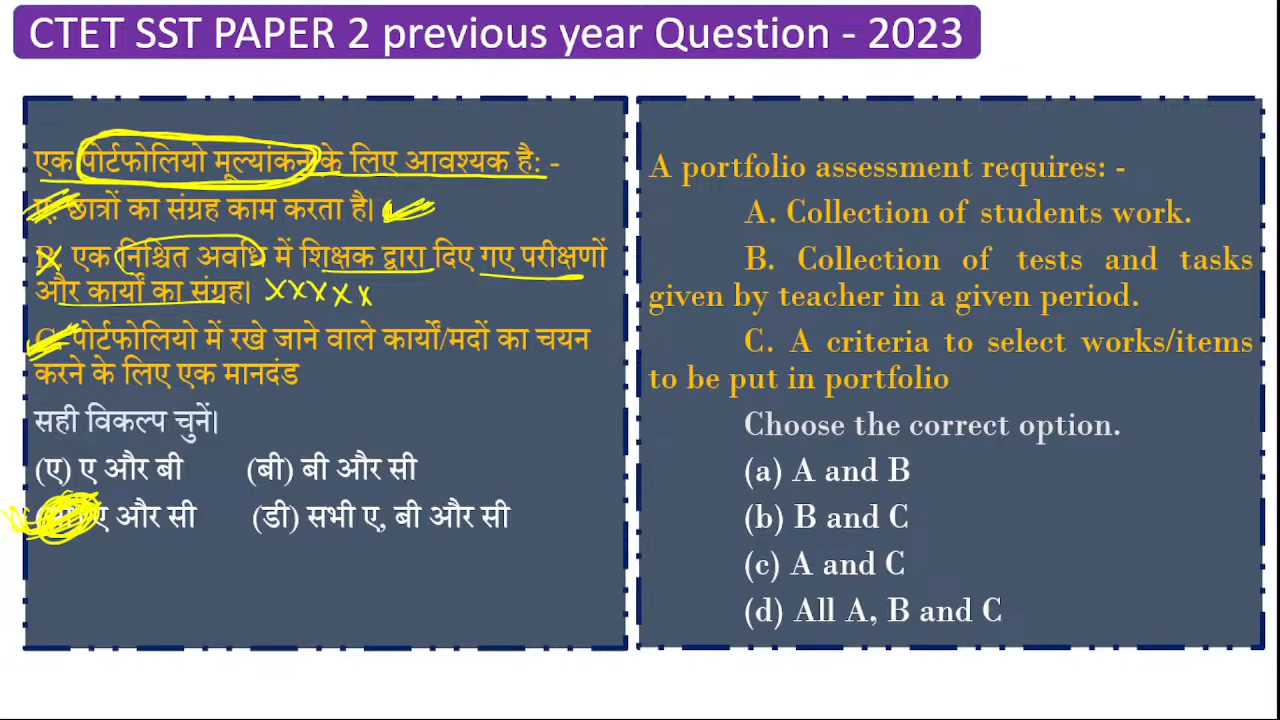 CTET SST PAPER 2 previous year Question - 2023
एक पोर्टफोलियो मूल्यांकन के लिए आवश्यक है: -
छात्रों का संग्रह काम करता है।
B. एक निश्चित अवधि में शिक्षक द्वारा दिए गए परीक्षणों
और कार्यों का संग्रह। XXXXX
पोर्टफोलियो में रखे जाने वाले कार्यों/मदों का चयन
करने के लिए एक मानदंड
सही विकल्प चुनें।
(ए) ए और बी (बी) बी और सी
ए और सी (डी) सभी ए, बी और सी
A portfolio assessment requires: -
A. Collection of students work.
B. Collection of tests and tasks
given by teacher in a given period.
C. A criteria to select works/items
to be put in portfolio
Choose the correct option.
(a) A and B
(b) B and C
(c) A and C
(d) All A, B and C